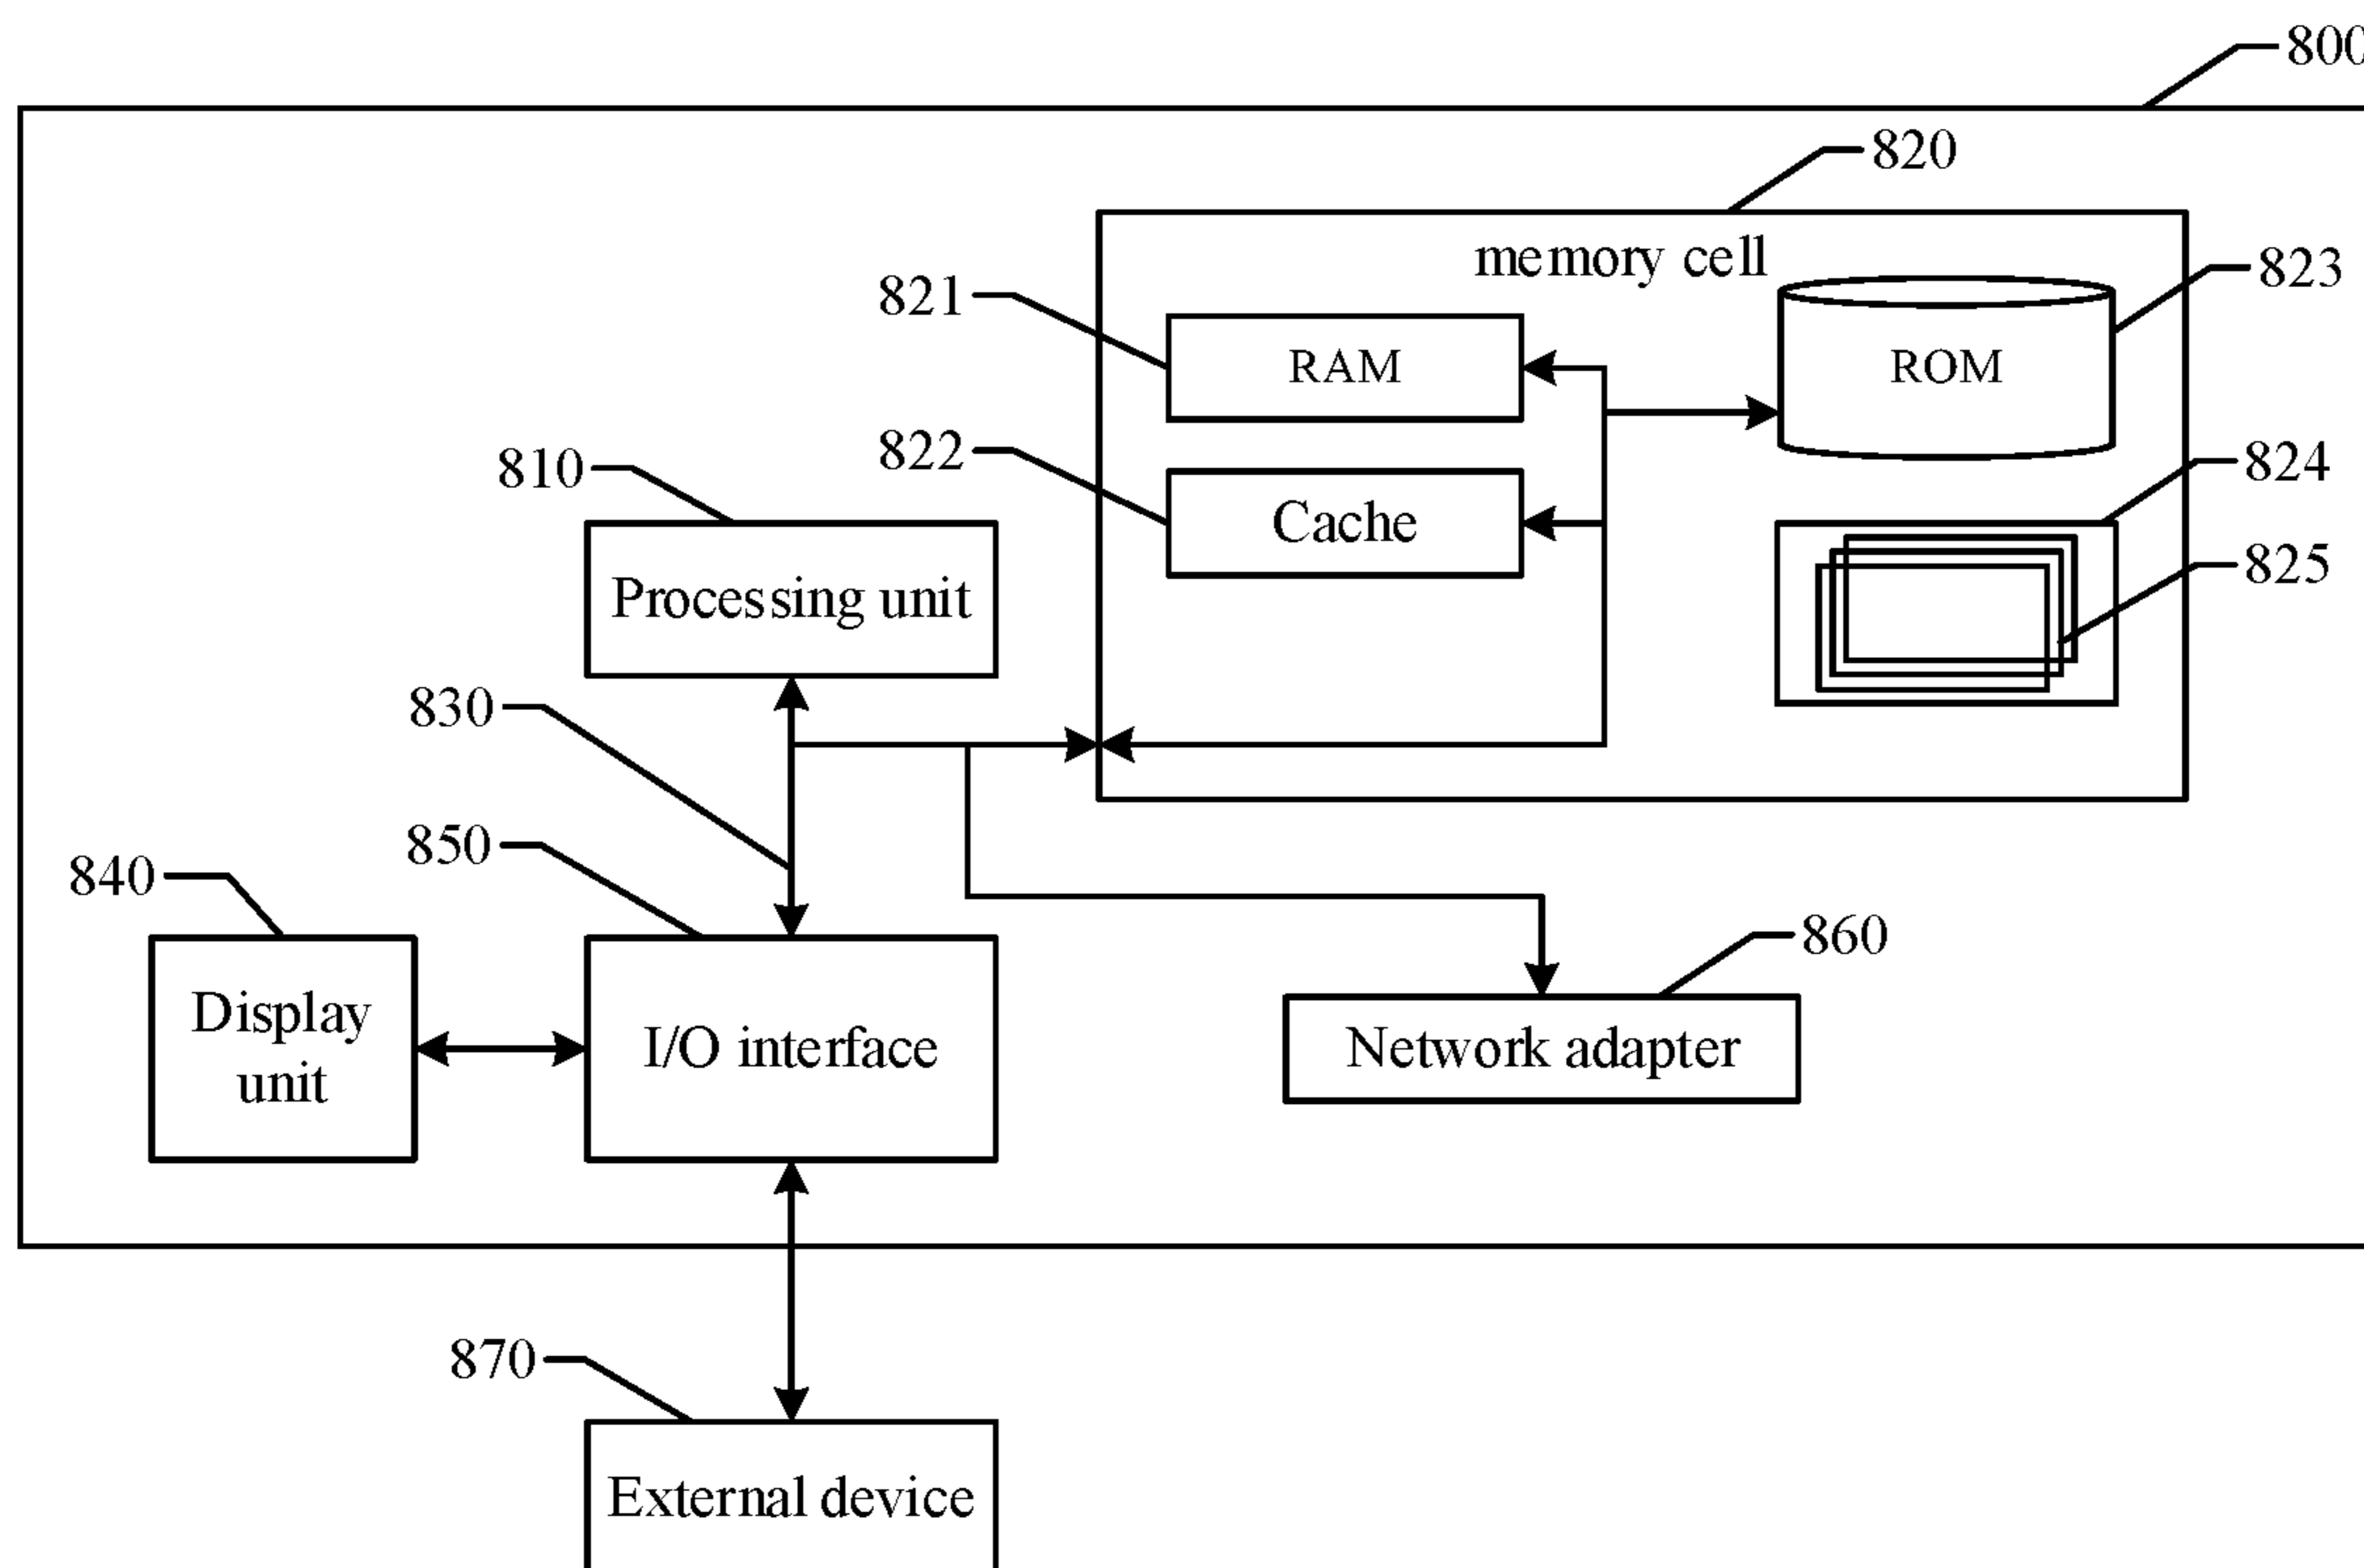 800
820
memory cell
823
821
RAM
ROM
822
824
810
Cache
825
Processing unit
830
850
840
860
Display
unit
I/O interface
Network adapter
870
External device